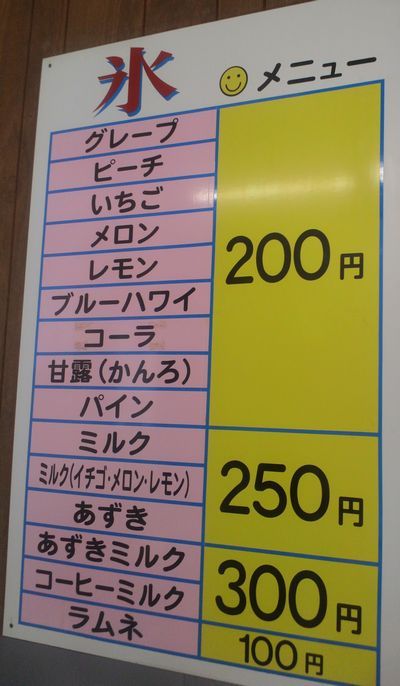 氷 メニュー
グレープ
ピーチ
いちご
メロン
レモン 200円
ブルーハワイ
コーラ
甘露(かんろ)
パイン
ミルク
ミルク(イチゴ・メロン・レモン) 250円
あずき
あずきミルク 300円
コーヒーミルク
ラムネ 100円